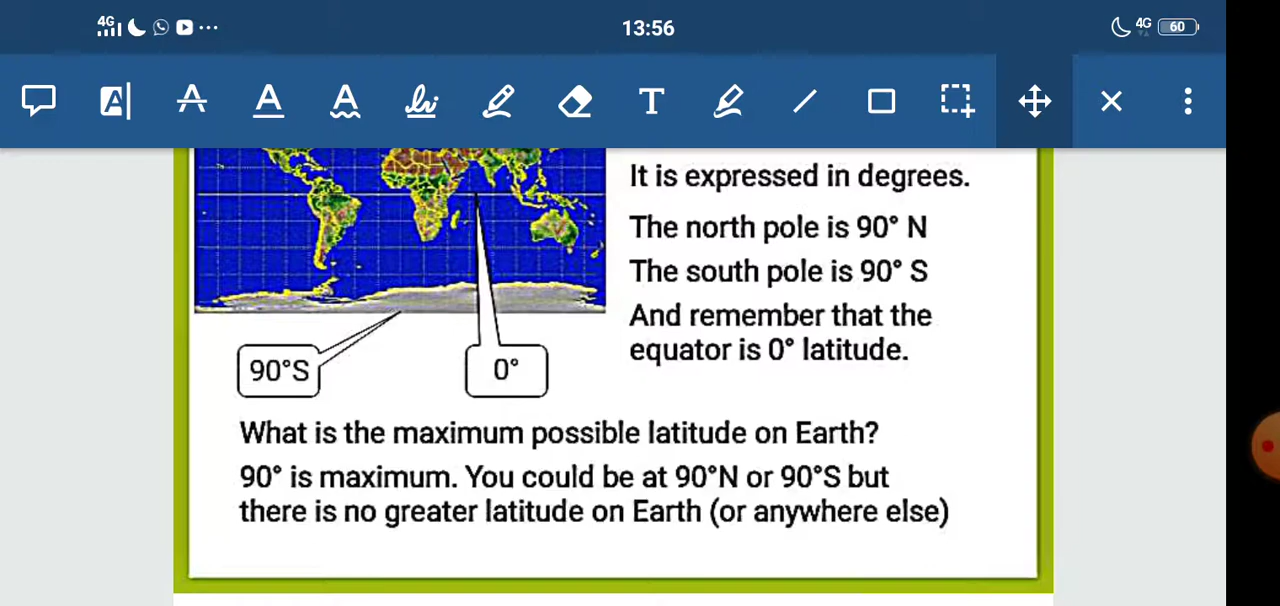 4G 13:56 4G 60
A A A A T
It is expressed in degrees.
The north pole is 90° N
The south pole is 90° S
And remember that the
equator is 0° latitude.
90°S 0°
What is the maximum possible latitude on Earth?
90° is maximum. You could be at 90°N or 90°S but
there is no greater latitude on Earth (or anywhere else)